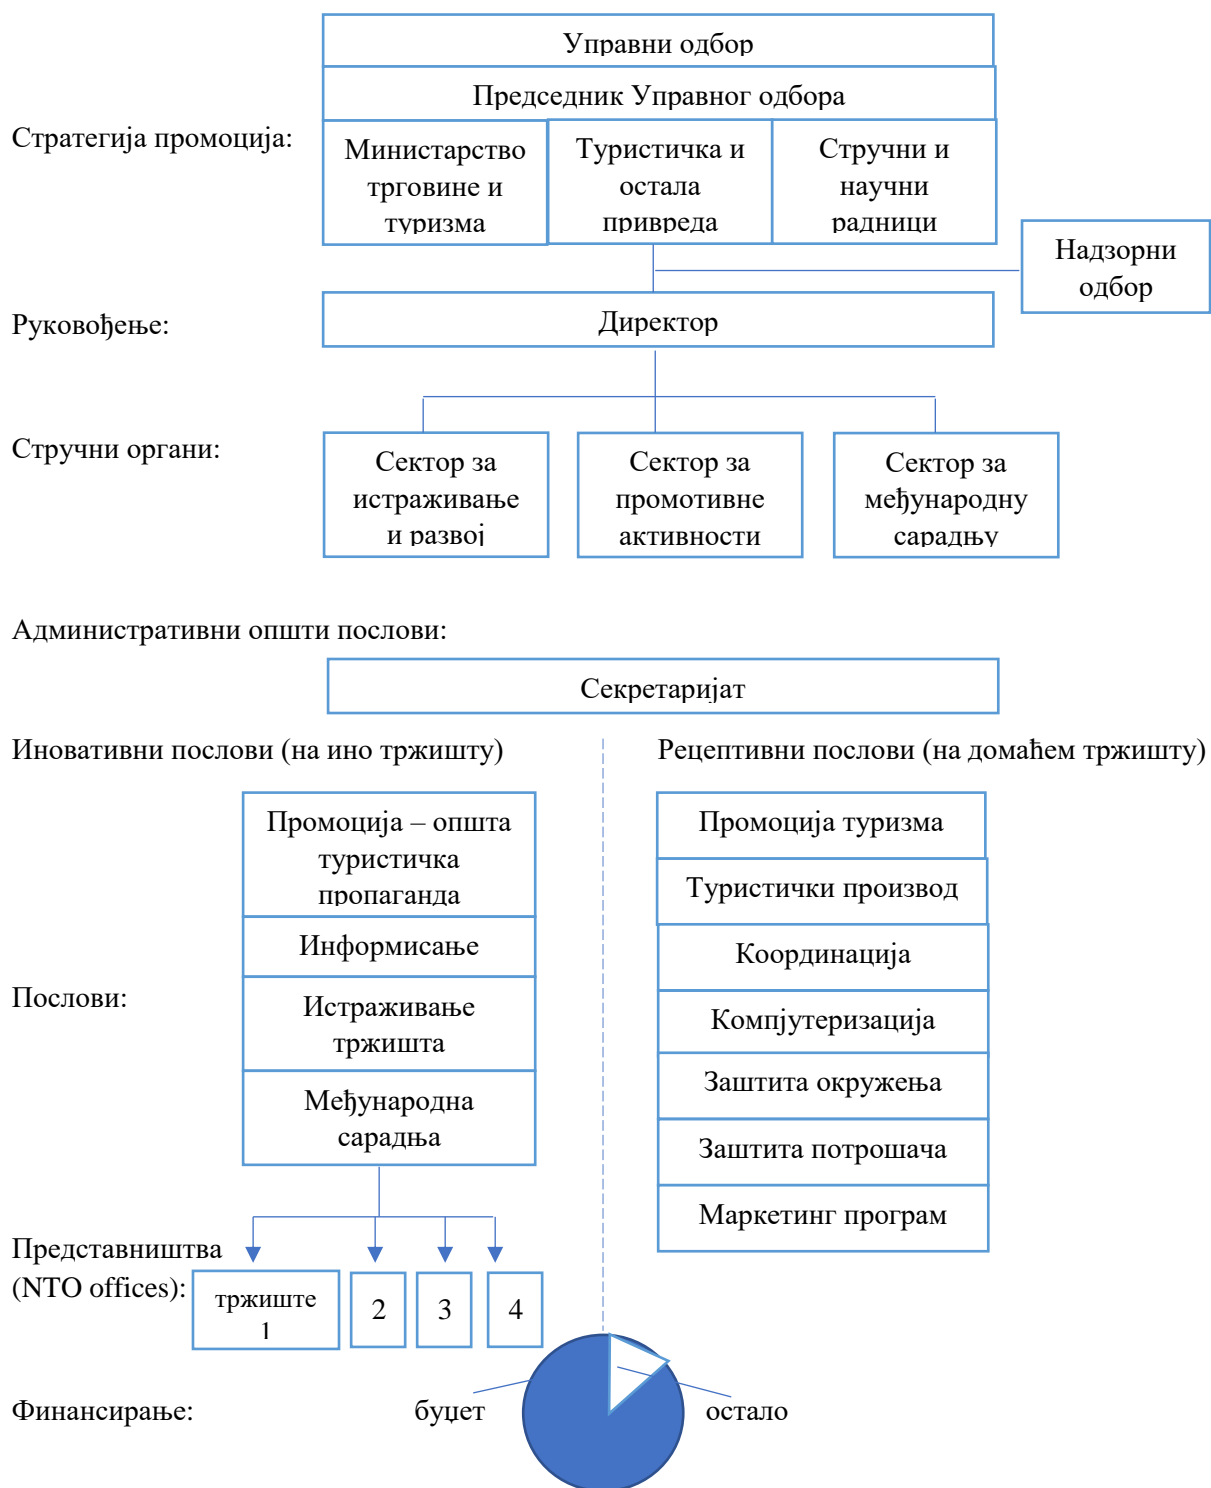 Управни одбор
Председник Управног одбора
Стратегија промоција:
Министарство
трговине и
туризма
Туристичка и
остала
привреда
Стручни и
научни
радници
Надзорни
одбор
Руковођење:
Директор
Стручни органи:
Сектор за
истраживање
и развој
Сектор за
промотивне
активности
Сектор за
међународну
сарадњу
Административни општи послови:
Секретаријат
Иновативни послови (на ино тржишту)
Рецептивни послови (на домаћем тржишту)
Послови:
Промоција – општа
туристичка
пропаганда
Информисање
Истраживање
тржишта
Међународна
сарадња
Промоција туризма
Туристички производ
Координација
Компјутеризација
Заштита окружења
Заштита потрошача
Маркетинг програм
Представништва
(NTO offices):
тржиште
1
2
3
4
Финансирање:
буџет
остало